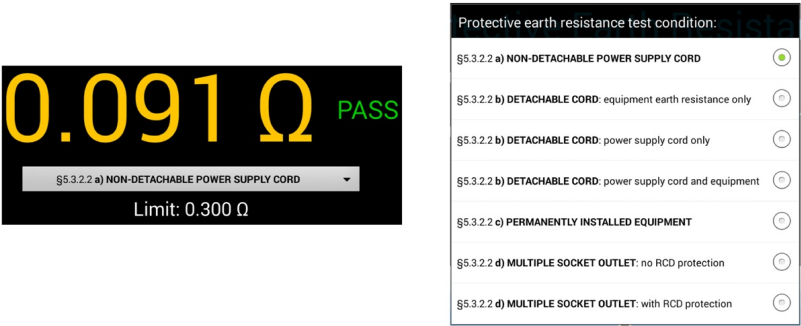 0.091 Ω PASS
§5.3.2.2 a) NON-DETACHABLE POWER SUPPLY CORD
Limit: 0.300 Ω
Protective earth resistance test condition:
§5.3.2.2 a) NON-DETACHABLE POWER SUPPLY CORD
§5.3.2.2 b) DETACHABLE CORD: equipment earth resistance only
§5.3.2.2 b) DETACHABLE CORD: power supply cord only
§5.3.2.2 b) DETACHABLE CORD: power supply cord and equipment
§5.3.2.2 c) PERMANENTLY INSTALLED EQUIPMENT
§5.3.2.2 d) MULTIPLE SOCKET OUTLET: no RCD protection
§5.3.2.2 d) MULTIPLE SOCKET OUTLET: with RCD protection